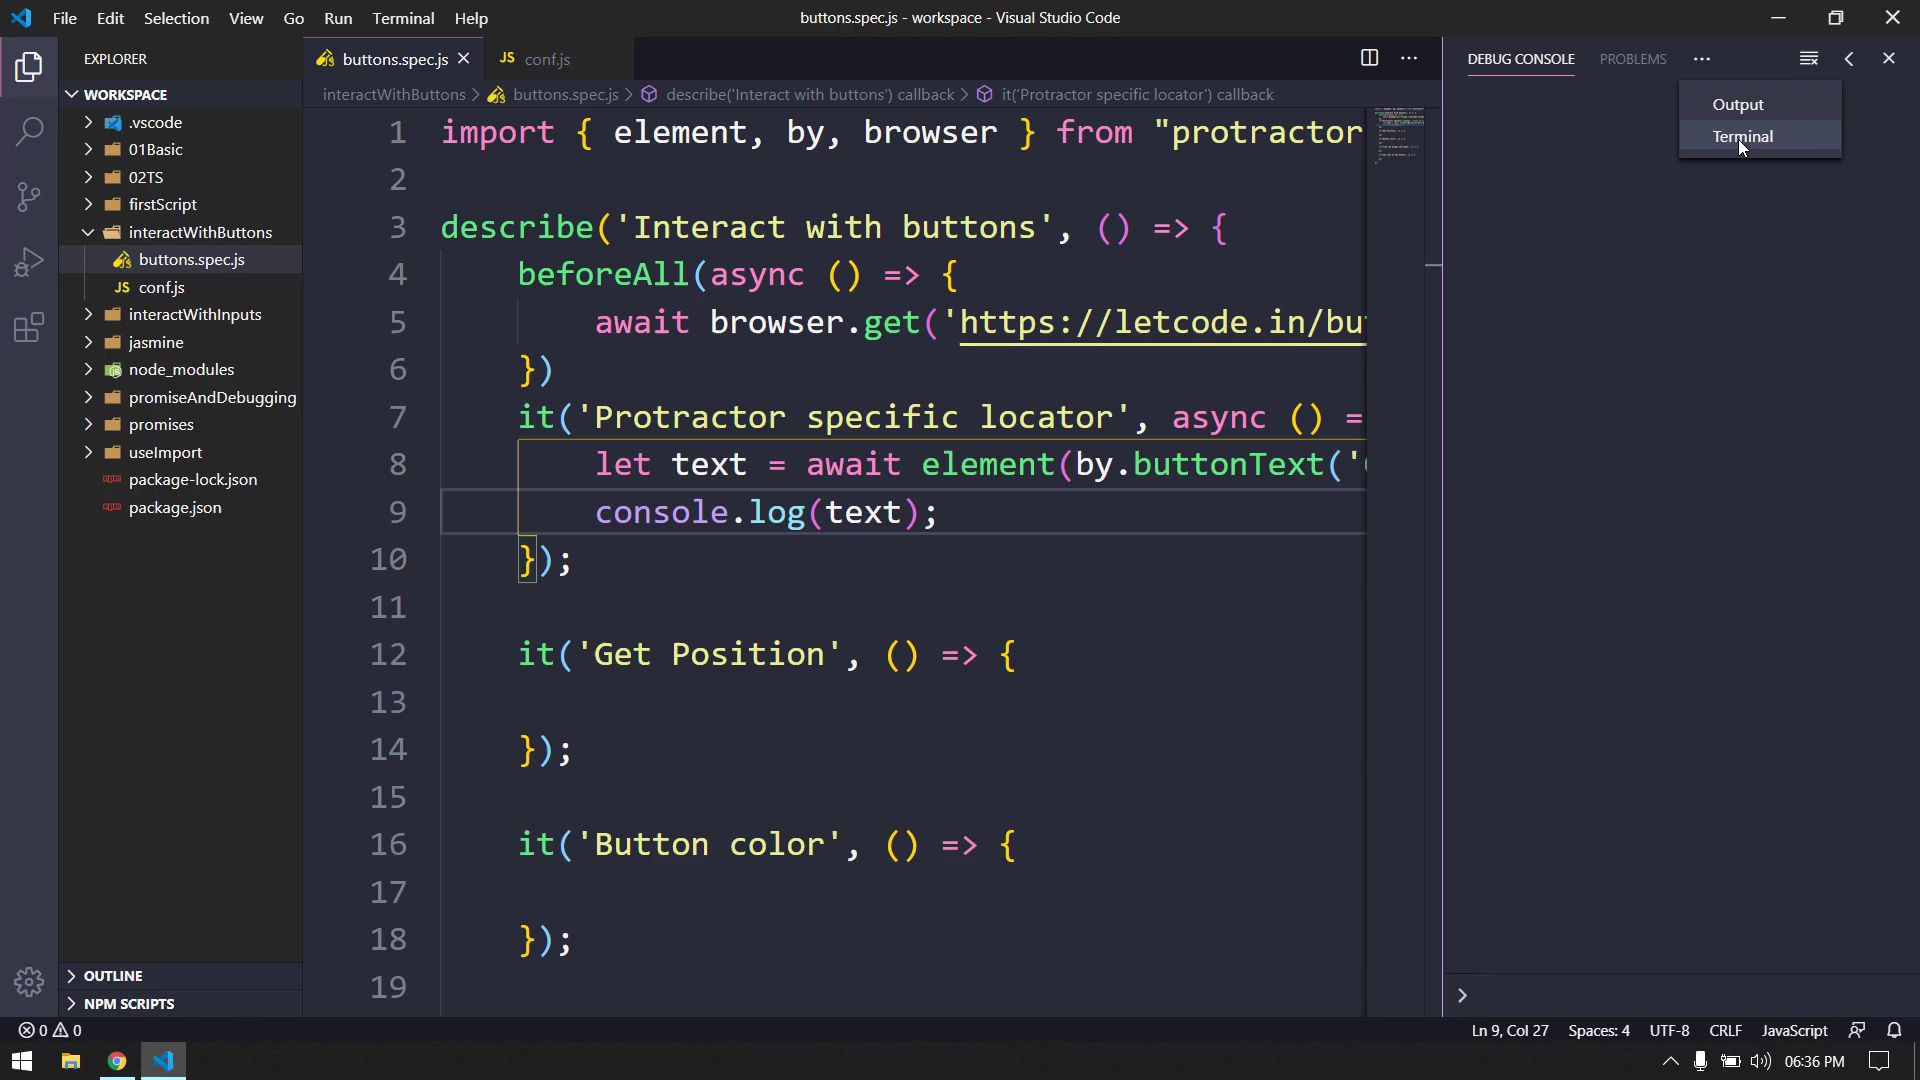 File Edit Selection View Go Run Terminal Help
buttons.spec.js - workspace - Visual Studio Code
EXPLORER
WORKSPACE
.vscode
01Basic
02TS
firstScript
interactWithButtons
buttons.spec.js
JS conf.js
interactWithInputs
jasmine
node_modules
promiseAndDebugging
promises
useImport
package-lock.json
package.json
OUTLINE
NPM SCRIPTS
buttons.spec.js
JS conf.js
interactWithButtons > buttons.spec.js > describe('Interact with buttons') callback > it('Protractor specific locator') callback
1 import { element, by, browser } from "protractor
2
3 describe('Interact with buttons', () => {
4 beforeAll(async () => {
5 await browser.get('https://letcode.in/bu
6 })
7 it('Protractor specific locator', async () =
8 let text = await element(by.buttonText('
9 console.log(text);
10 });
11
12 it('Get Position', () => {
13
14 });
15
16 it('Button color', () => {
17
18 });
19
DEBUG CONSOLE PROBLEMS
Output
Terminal
0 0
Ln 9, Col 27 Spaces: 4 UTF-8 CRLF JavaScript
06:36 PM